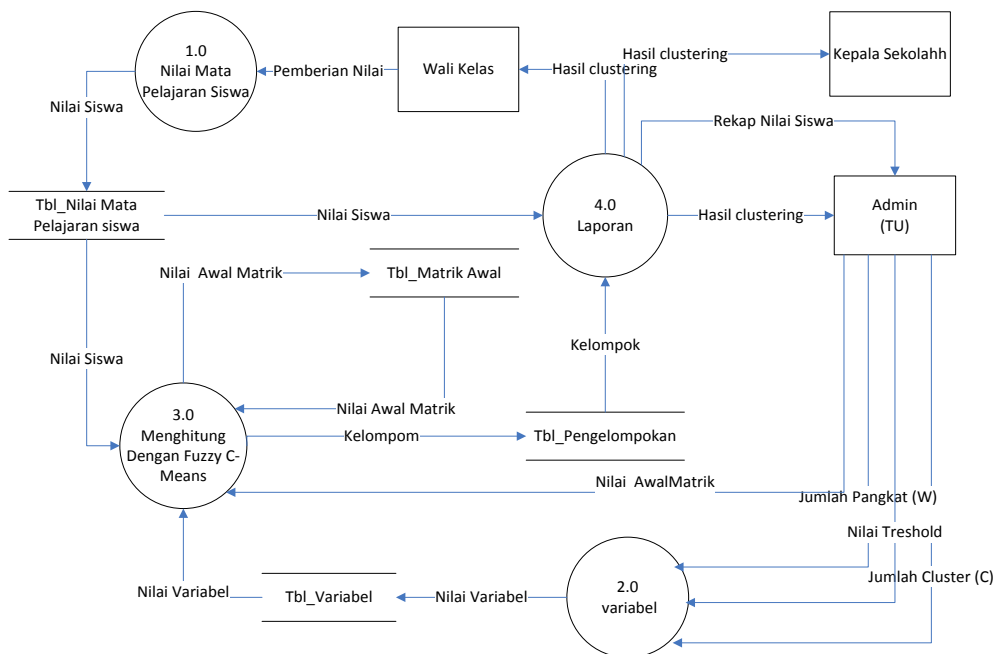 1.0
Nilai Mata
Pelajaran Siswa
Pemberian Nilai
Wali Kelas
Hasil clustering
Hasil clustering
Kepala Sekolahh
Nilai Siswa
Rekap Nilai Siswa
Tbl_Nilai Mata
Pelajaran siswa
Nilai Siswa
4.0
Laporan
Hasil clustering
Admin
(TU)
Nilai  Awal Matrik
Tbl_Matrik Awal
Nilai Siswa
Kelompok
Nilai Awal Matrik
3.0
Menghitung
Dengan Fuzzy C-
Means
Kelompom
Tbl_Pengelompokan
Nilai  AwalMatrik
Jumlah Pangkat (W)
Nilai Treshold
Jumlah Cluster (C)
Nilai Variabel
Tbl_Variabel
Nilai Variabel
2.0
variabel